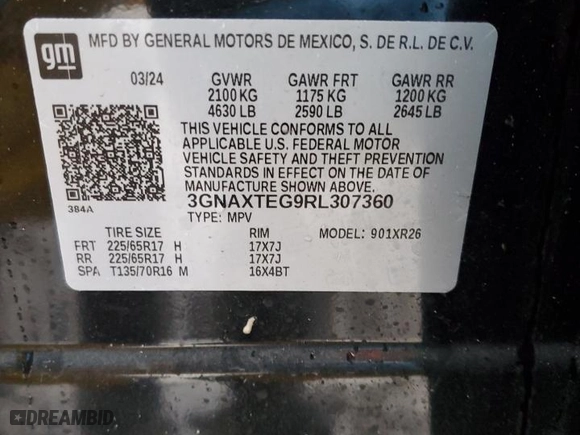 gm
MFD BY GENERAL MOTORS DE MEXICO, S. DE R.L. DE C.V.
03/24 GVWR GAWR FRT GAWR RR
2100 KG 1175 KG 1200 KG
4630 LB 2590 LB 2645 LB
THIS VEHICLE CONFORMS TO ALL
APPLICABLE U.S. FEDERAL MOTOR
VEHICLE SAFETY AND THEFT PREVENTION
STANDARDS IN EFFECT ON THE DATE OF
MANUFACTURE SHOWN ABOVE.
384A 3GNAXTEG9RL307360
TYPE: MPV
TIRE SIZE RIM MODEL: 901XR26
FRT 225/65R17 H 17X7J
RR 225/65R17 H 17X7J
SPA T135/70R16 M 16X4BT
DREAMBID.COM